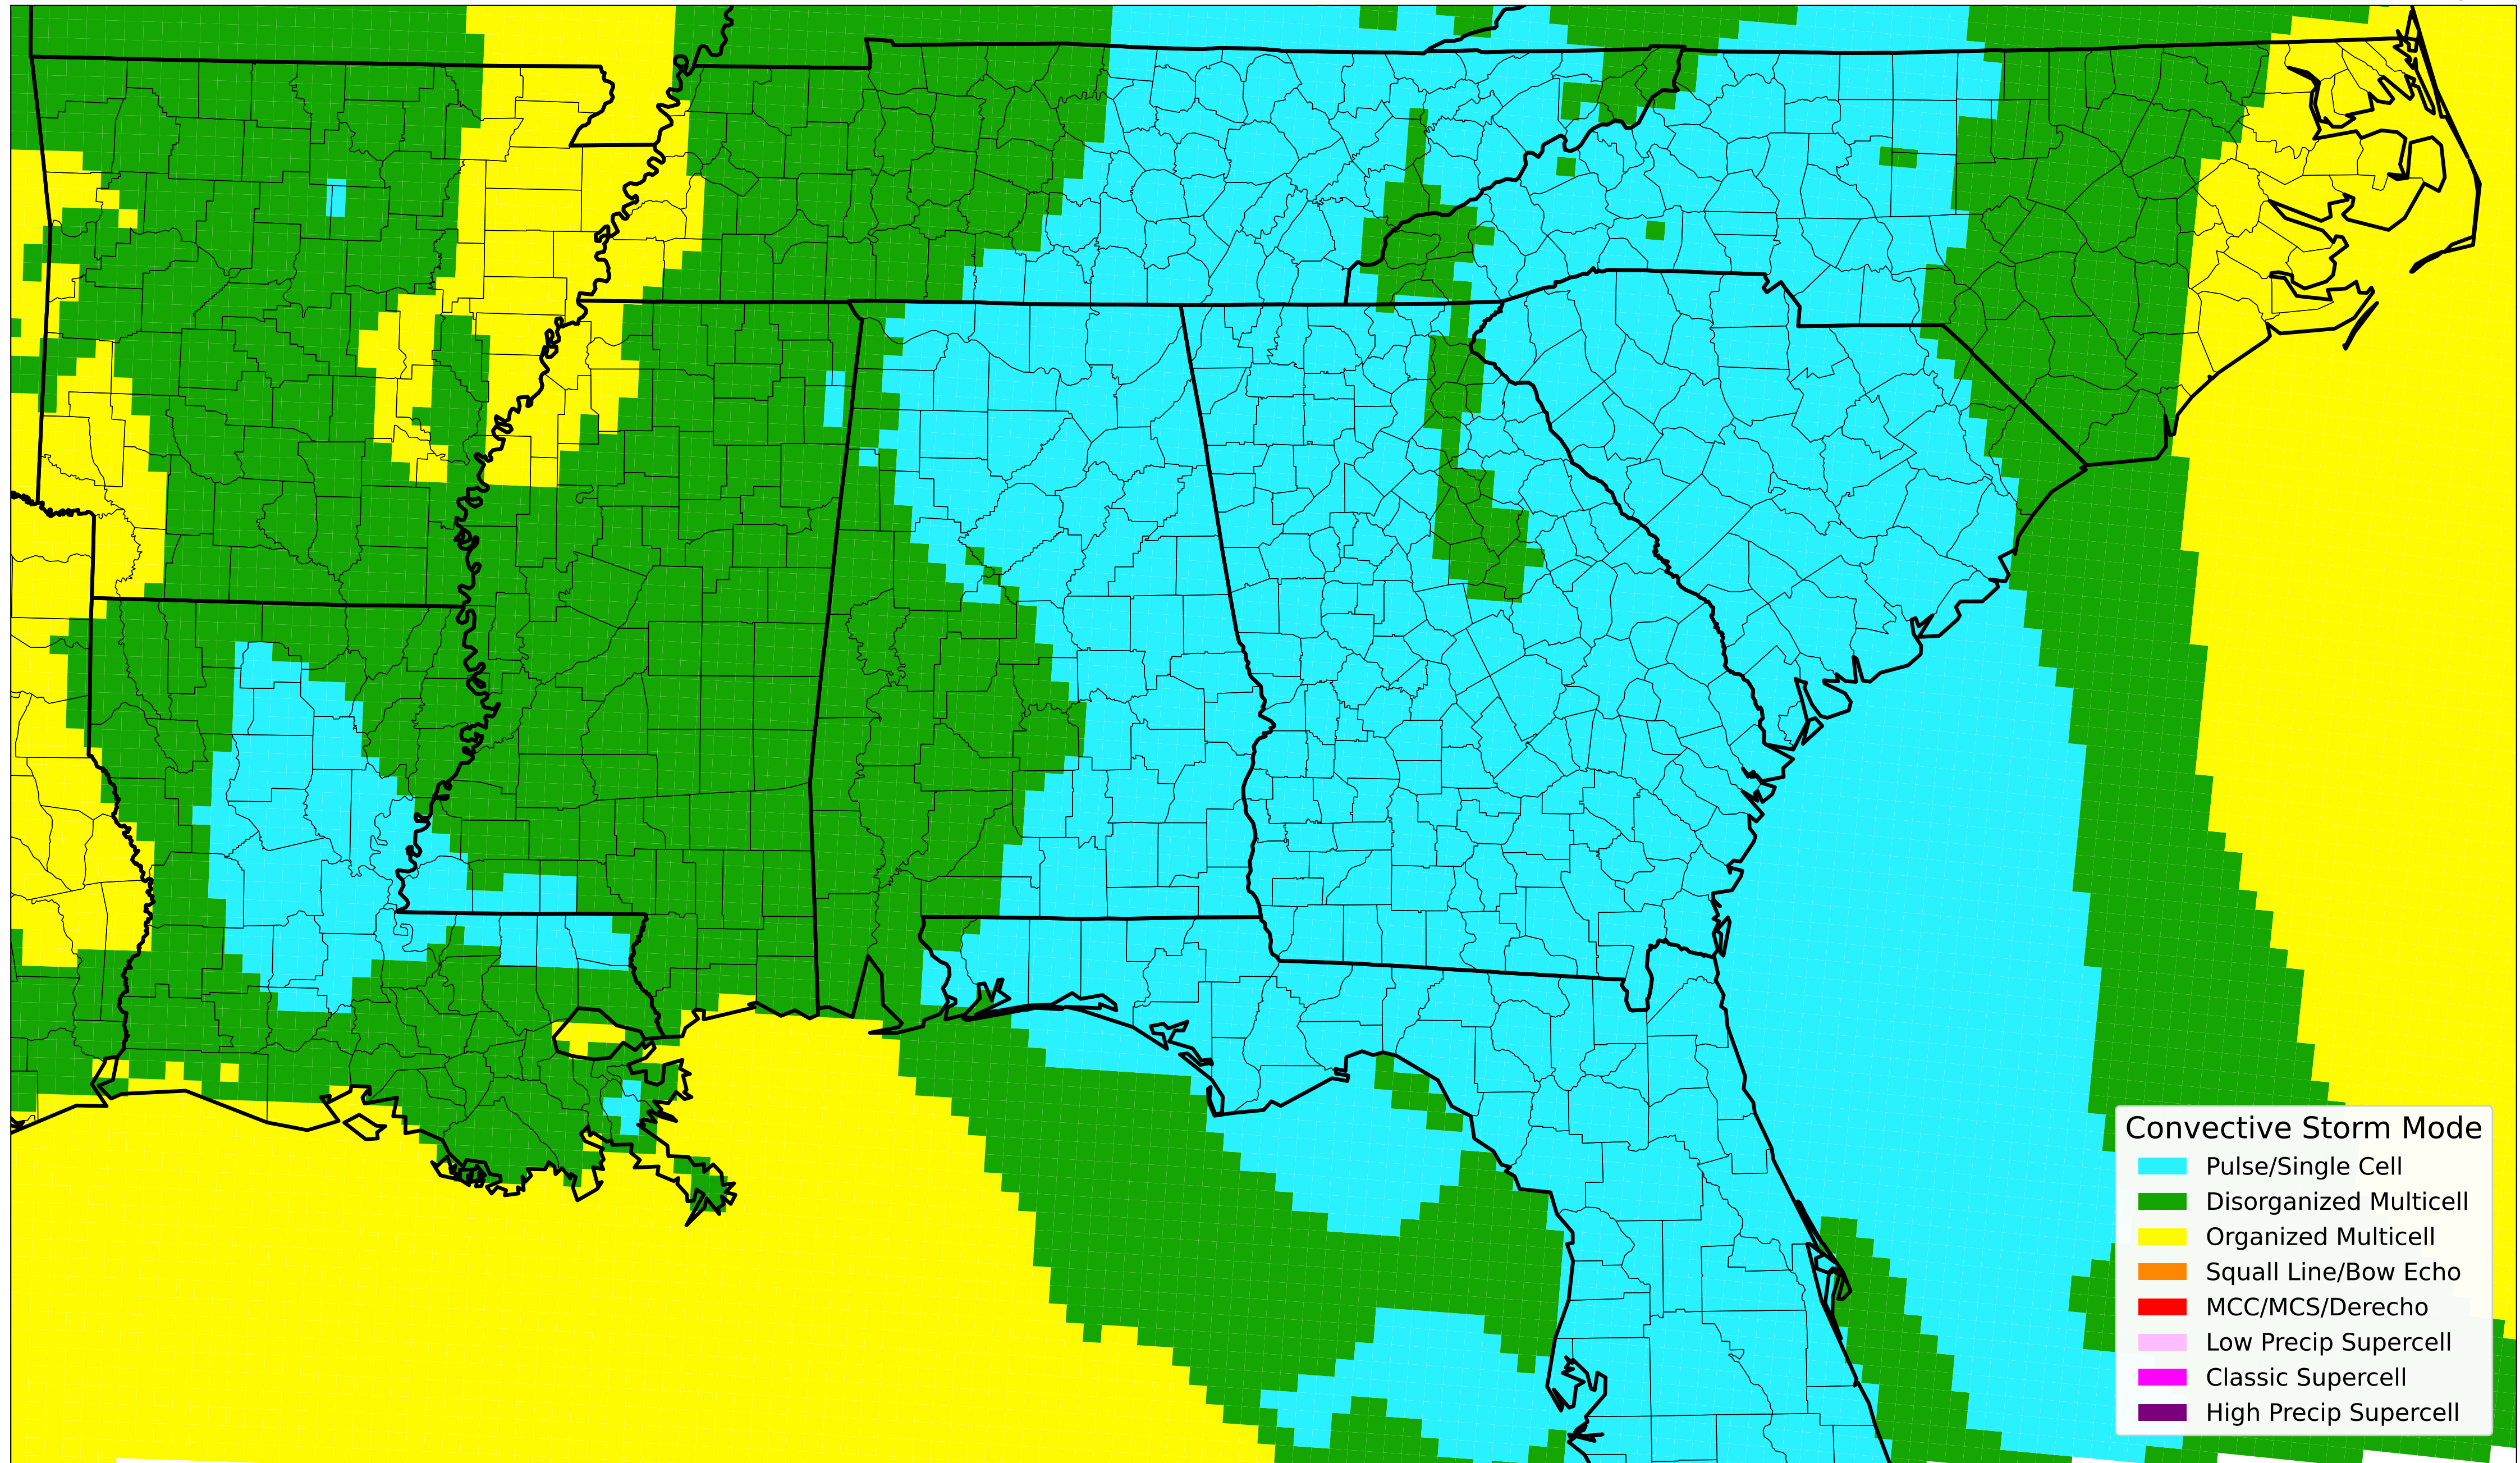 Convective Storm Mode
Pulse/Single Cell
Disorganized Multicell
Organized Multicell
Squall Line/Bow Echo
MCC/MCS/Derecho
Low Precip Supercell
Classic Supercell
High Precip Supercell